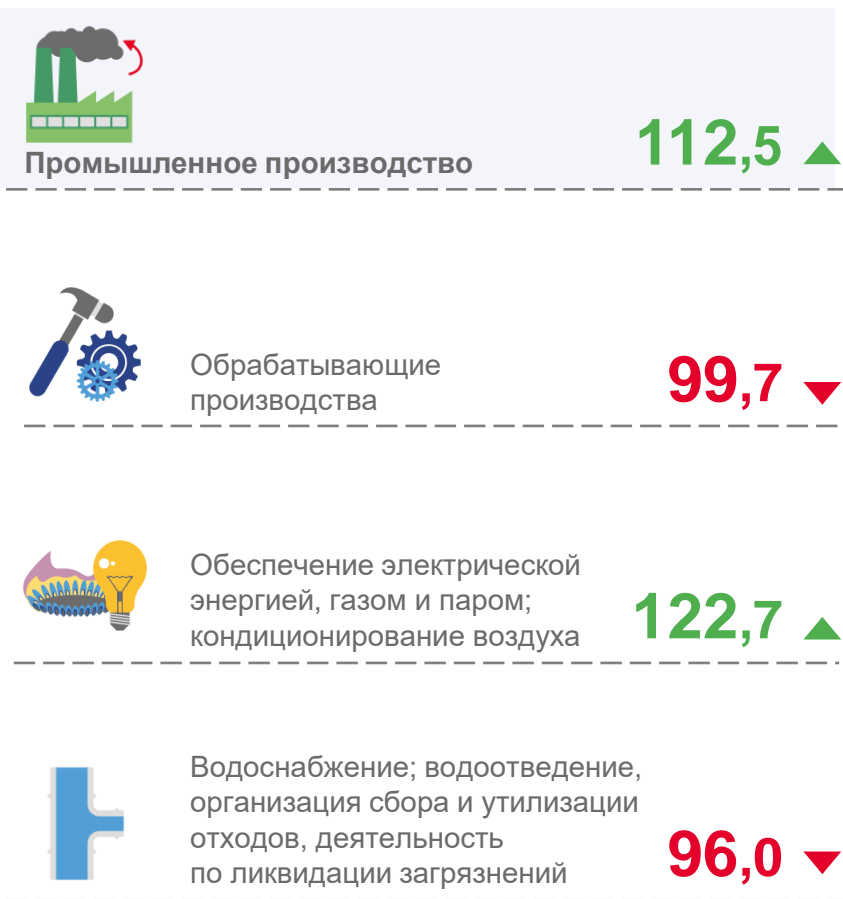 Промышленное производство
112,5
Обрабатывающие
производства
99,7
Обеспечение электрической
энергией, газом и паром;
кондиционирование воздуха
122,7
Водоснабжение; водоотведение,
организация сбора и утилизации
отходов, деятельность
по ликвидации загрязнений
96,0